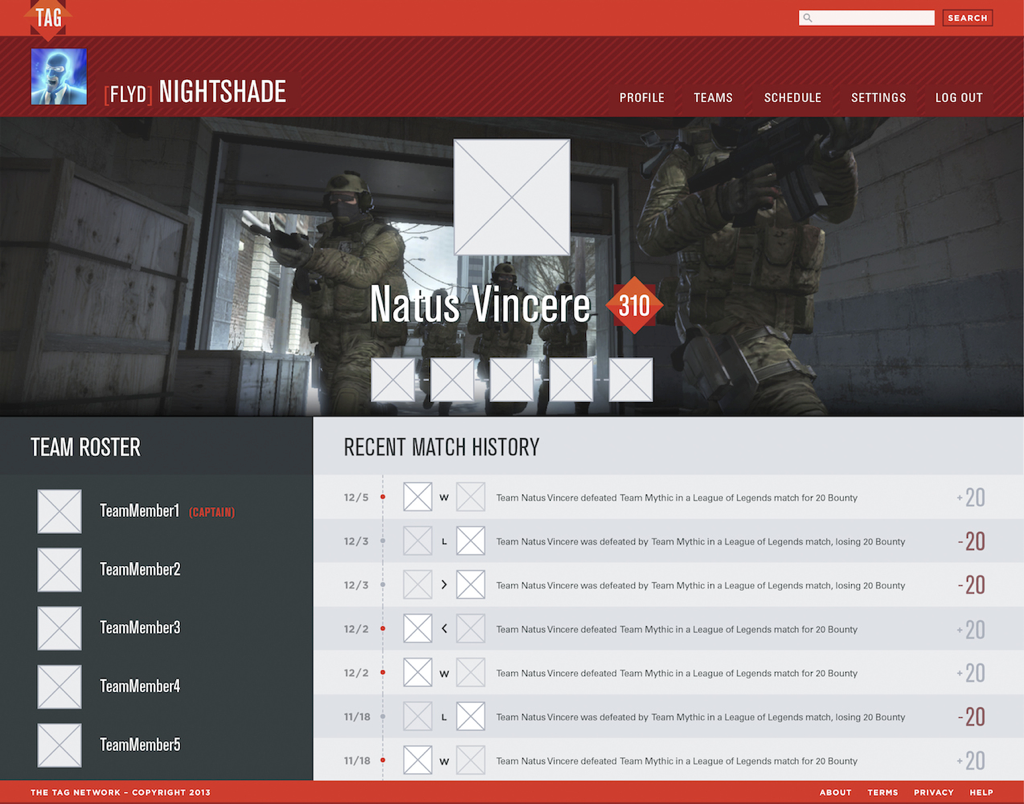 TAG
SEARCH
[FLYD] NIGHTSHADE
PROFILE TEAMS SCHEDULE SETTINGS LOG OUT
Natus Vincere 310
TEAM ROSTER
TeamMember1 (CAPTAIN)
TeamMember2
TeamMember3
TeamMember4
TeamMember5
RECENT MATCH HISTORY
12/5 W Team Natus Vincere defeated Team Mythic in a League of Legends match for 20 Bounty +20
12/3 L Team Natus Vincere was defeated by Team Mythic in a League of Legends match, losing 20 Bounty -20
12/3 > Team Natus Vincere was defeated by Team Mythic in a League of Legends match, losing 20 Bounty -20
12/2 < Team Natus Vincere defeated Team Mythic in a League of Legends match for 20 Bounty +20
12/2 W Team Natus Vincere defeated Team Mythic in a League of Legends match for 20 Bounty +20
11/18 L Team Natus Vincere was defeated by Team Mythic in a League of Legends match, losing 20 Bounty -20
11/18 W Team Natus Vincere defeated Team Mythic in a League of Legends match for 20 Bounty +20
THE TAG NETWORK – COPYRIGHT 2013
ABOUT TERMS PRIVACY HELP